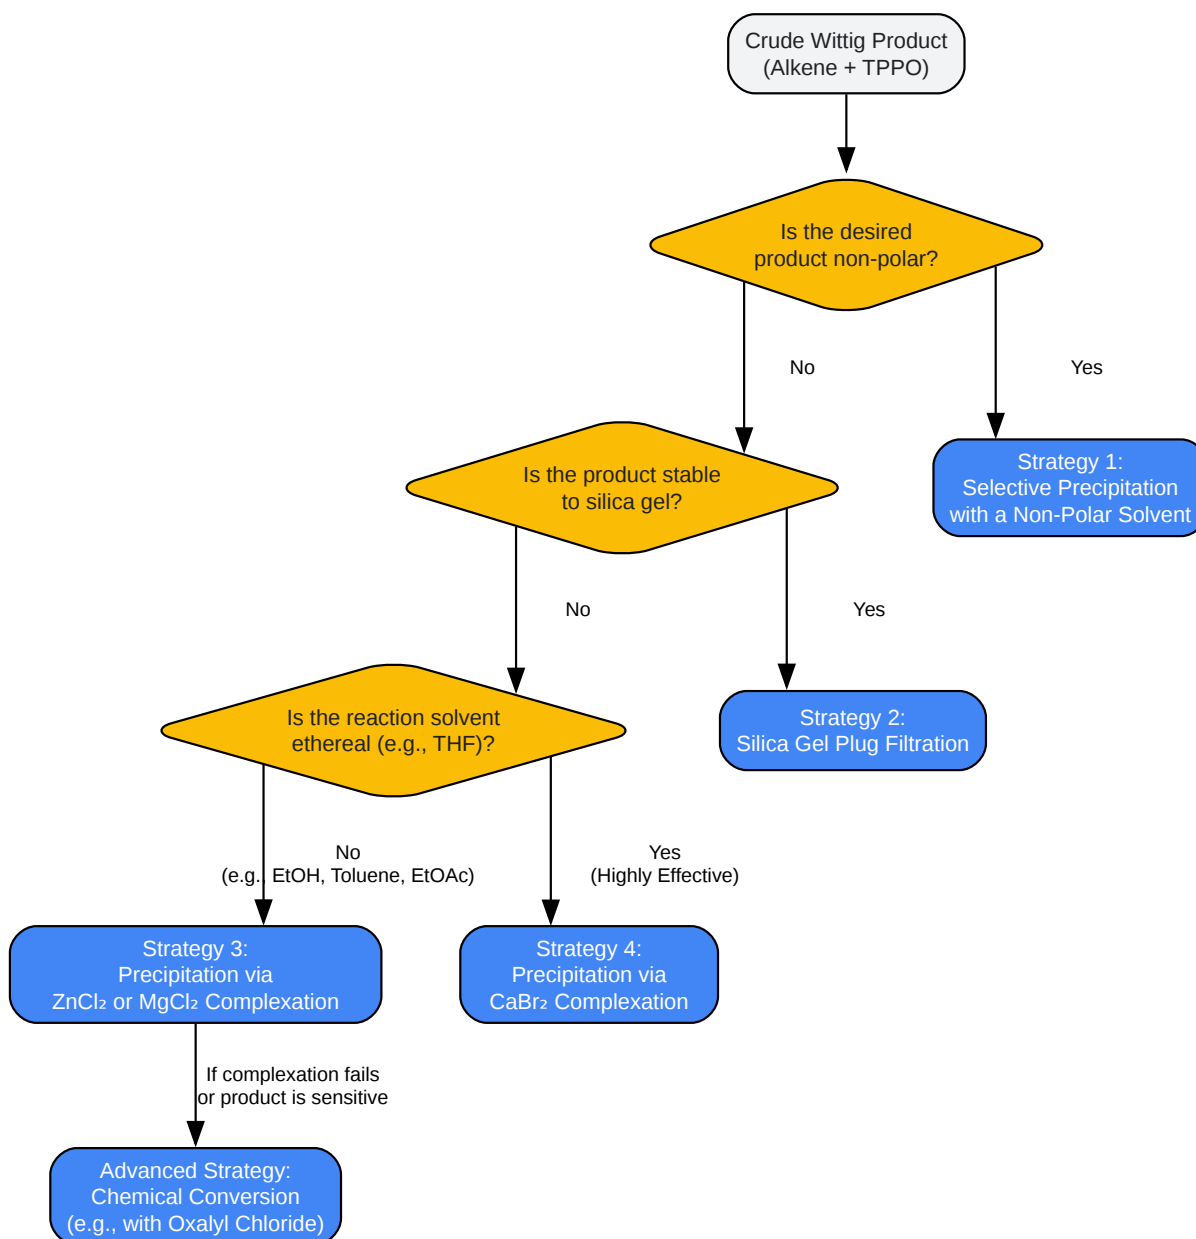 Crude Wittig Product
(Alkene + TPPO)
Is the desired
product non-polar?
No
Yes
Is the product stable
to silica gel?
Strategy 1:
Selective Precipitation
with a Non-Polar Solvent
No
Yes
Is the reaction solvent
ethereal (e.g., THF)?
Strategy 2:
Silica Gel Plug Filtration
No
(e.g., EtOH, Toluene, EtOAc)
Yes
(Highly Effective)
Strategy 3:
Precipitation via
ZnCl₂ or MgCl₂ Complexation
Strategy 4:
Precipitation via
CaBr₂ Complexation
If complexation fails
or product is sensitive
Advanced Strategy:
Chemical Conversion
(e.g., with Oxalyl Chloride)